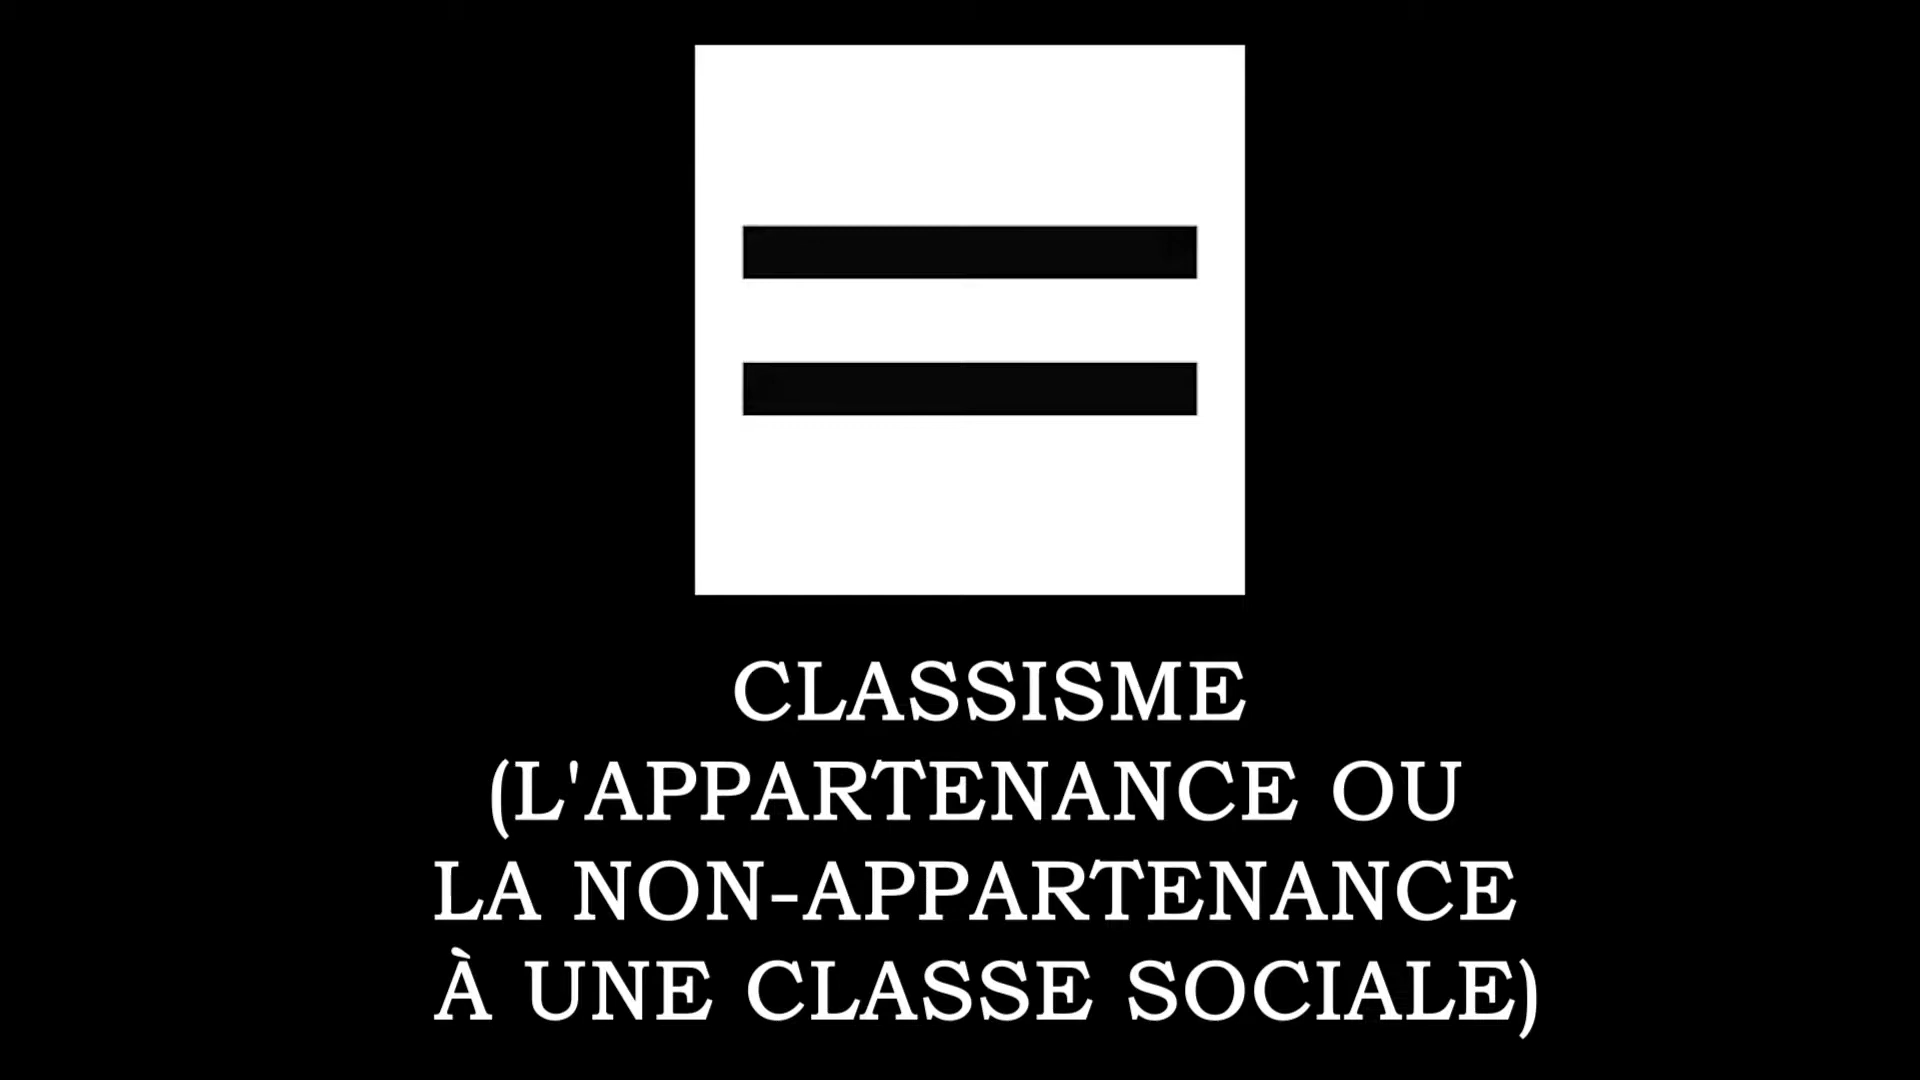 CLASSISME
(L'APPARTENANCE OU
LA NON-APPARTENANCE
À UNE CLASSE SOCIALE)